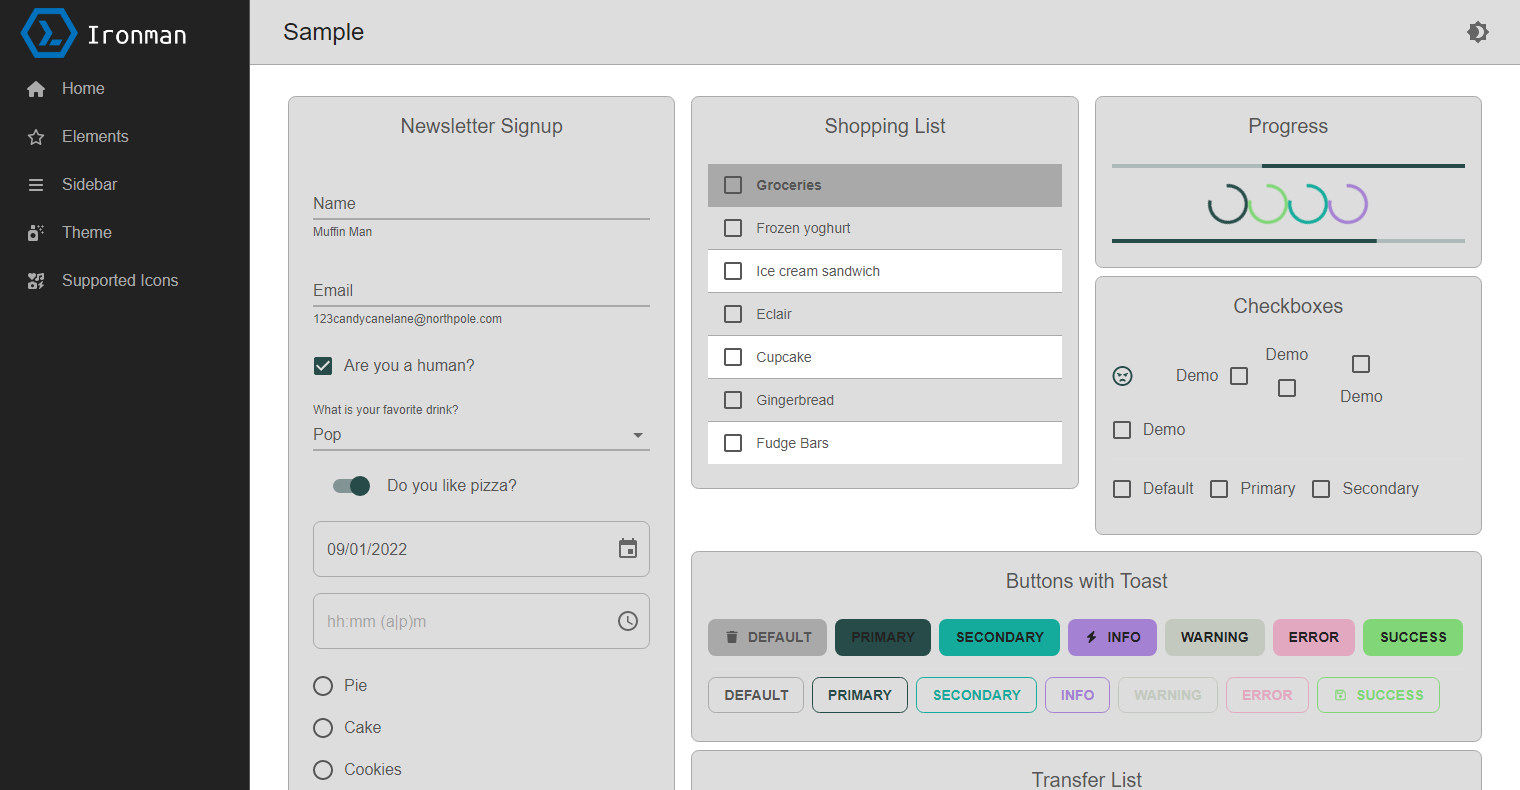 Ironman
Home
Elements
Sidebar
Theme
Supported Icons
Sample
Newsletter Signup
Name
Muffin Man
Email
123candycanelane@northpole.com
Are you a human?
What is your favorite drink?
Pop
Do you like pizza?
09/01/2022
hh:mm (a|p)m
Pie
Cake
Cookies
Shopping List
Groceries
Frozen yoghurt
Ice cream sandwich
Eclair
Cupcake
Gingerbread
Fudge Bars
Progress
Checkboxes
Demo
Demo
Demo
Demo
Default Primary Secondary
Buttons with Toast
DEFAULT PRIMARY SECONDARY INFO WARNING ERROR SUCCESS
DEFAULT PRIMARY SECONDARY INFO WARNING ERROR SUCCESS
Transfer List